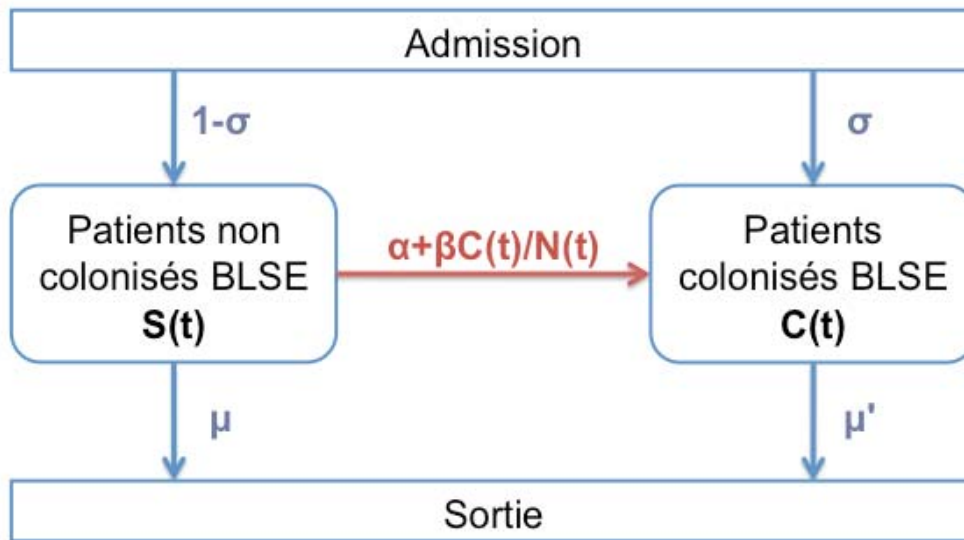 Admission
1-σ
σ
Patients non
colonisés BLSE
S(t)
α+βC(t)/N(t)
Patients
colonisés BLSE
C(t)
μ
μ'
Sortie